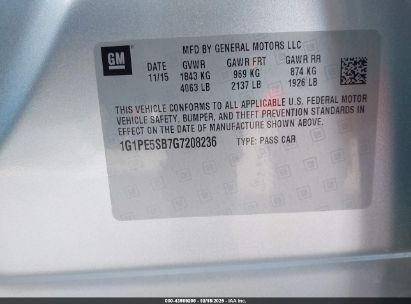 GM
MFD BY GENERAL MOTORS LLC
DATE GVWR GAWR FRT GAWR RR
11/15 1843 KG 969 KG 874 KG
4063 LB 2137 LB 1926 LB
THIS VEHICLE CONFORMS TO ALL APPLICABLE U.S. FEDERAL MOTOR
VEHICLE SAFETY, BUMPER, AND THEFT PREVENTION STANDARDS IN
EFFECT ON THE DATE OF MANUFACTURE SHOWN ABOVE.
1G1PE5SB7G7208236 TYPE: PASS CAR